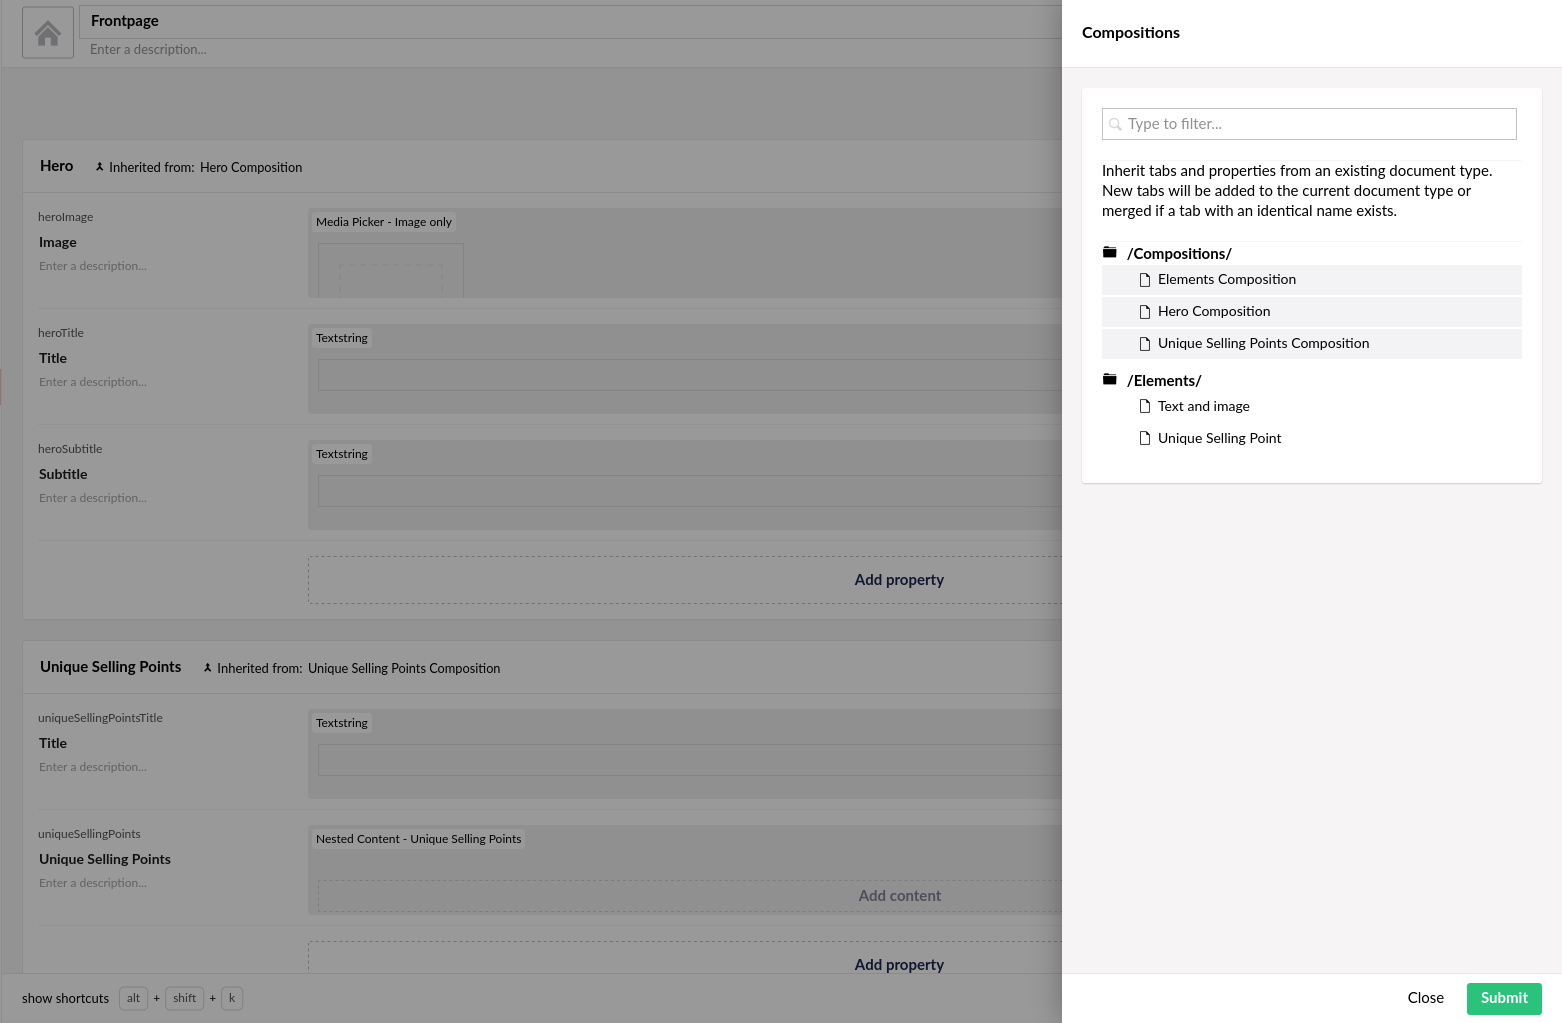 Frontpage
Enter a description...
Hero Inherited from: Hero Composition
heroImage
Image
Enter a description...
Media Picker - Image only
heroTitle
Title
Enter a description...
Textstring
heroSubtitle
Subtitle
Enter a description...
Textstring
Add property
Unique Selling Points Inherited from: Unique Selling Points Composition
uniqueSellingPointsTitle
Title
Enter a description...
Textstring
uniqueSellingPoints
Unique Selling Points
Enter a description...
Nested Content - Unique Selling Points
Add content
Add property
show shortcuts alt + shift + k
Compositions
Type to filter...
Inherit tabs and properties from an existing document type.
New tabs will be added to the current document type or
merged if a tab with an identical name exists.
/Compositions/
Elements Composition
Hero Composition
Unique Selling Points Composition
/Elements/
Text and image
Unique Selling Point
Close Submit